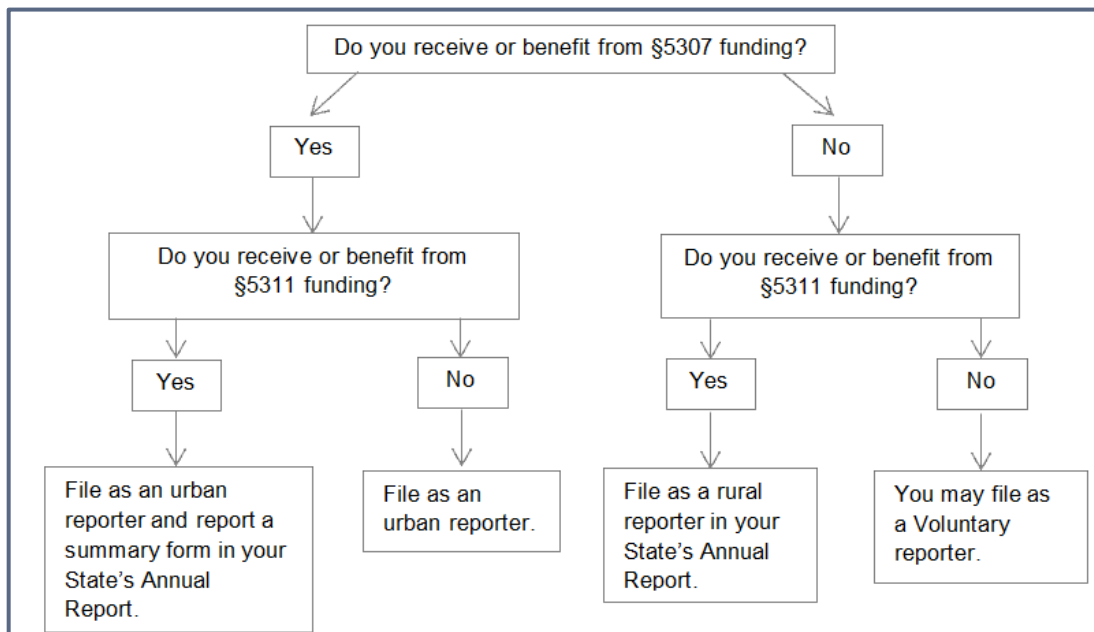 Do you receive or benefit from §5307 funding?
Yes
No
Do you receive or benefit from
§5311 funding?
Do you receive or benefit from
§5311 funding?
Yes
No
Yes
No
File as an urban
reporter and report a
summary form in your
State’s Annual
Report.
File as an
urban reporter.
File as a rural
reporter in your
State’s Annual
Report.
You may file as
a Voluntary
reporter.